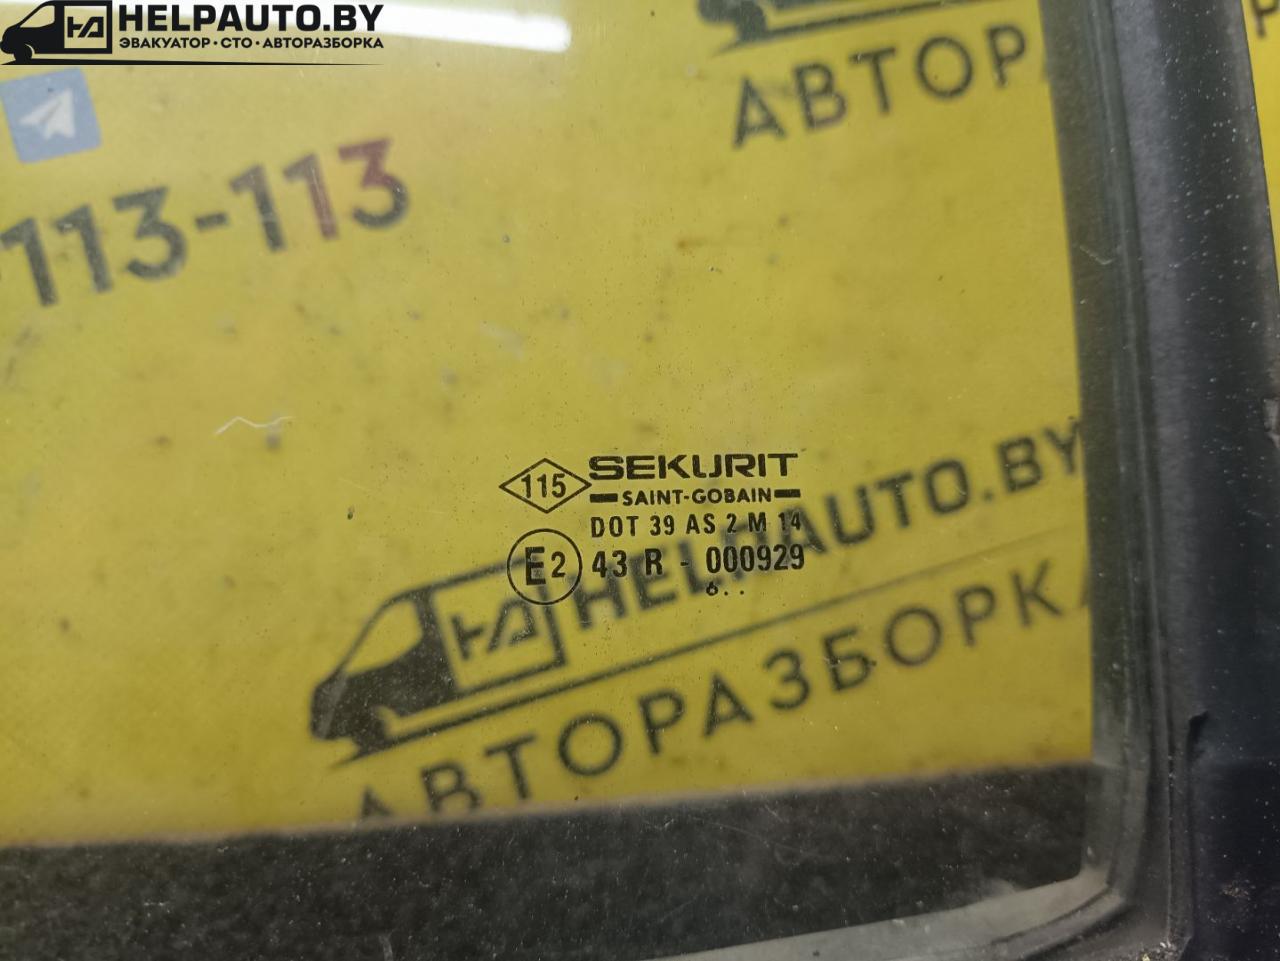 HELPAUTO.BY
ЭВАКУАТОР · СТО · АВТОРАЗБОРКА
АВТОР
113-113
115
SEKURIT
SAINT-GOBAIN
DOT 39 AS 2 M 14
E2 43 R - 000929
6..
HELPAUTO.BY
АВТОРАЗБОРКА